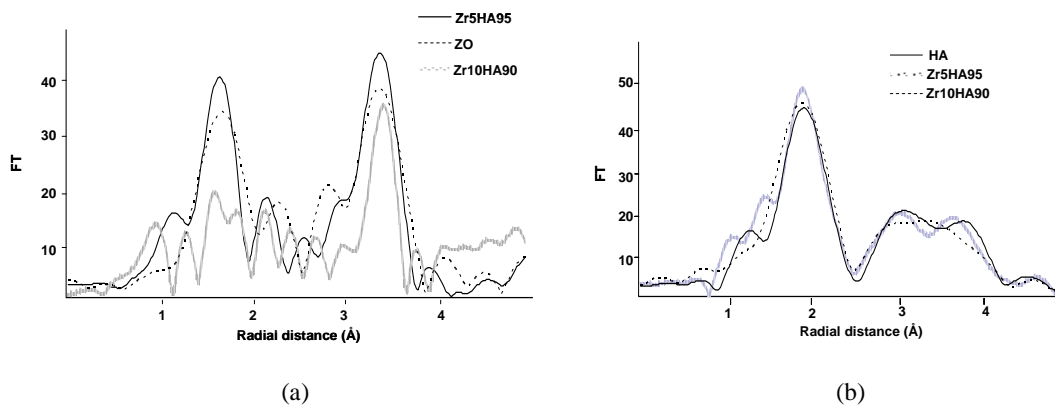 Zr5HA95
ZO
Zr10HA90
FT
40
30
20
10
1 2 3 4
Radial distance (Å)
(a)
HA
Zr5HA95
Zr10HA90
FT
50
40
30
20
10
1 2 3 4
Radial distance (Å)
(b)